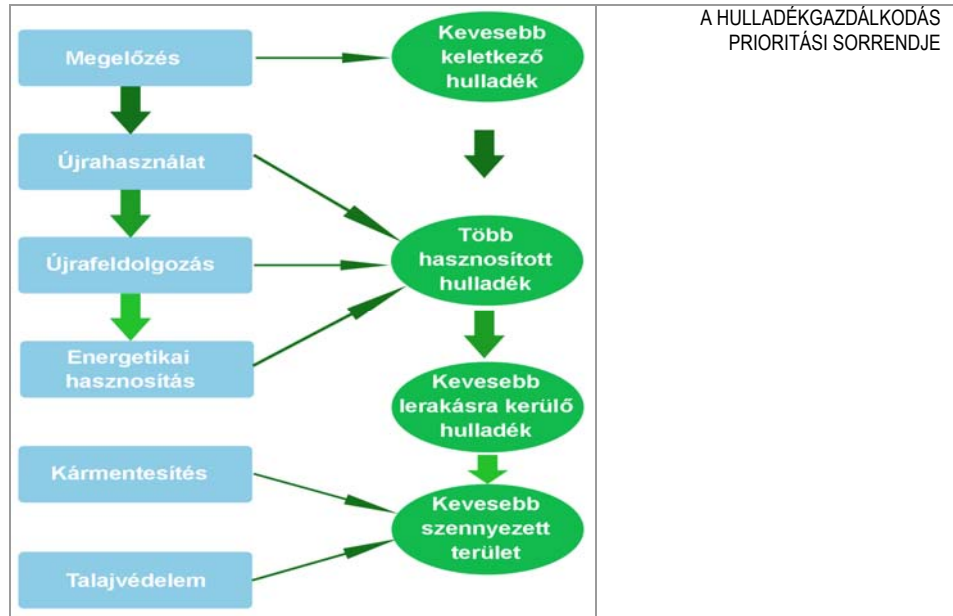 A HULLADÉKGAZDÁLKODÁS
PRIORITÁSI SORRENDJE
Megelőzés
Kevesebb
keletkező
hulladék
Újrahasználat
Újrafeldolgozás
Több
hasznosított
hulladék
Energetikai
hasznosítás
Kevesebb
lerakásra kerülő
hulladék
Kármentesítés
Kevesebb
szennyezett
terület
Talajvédelem